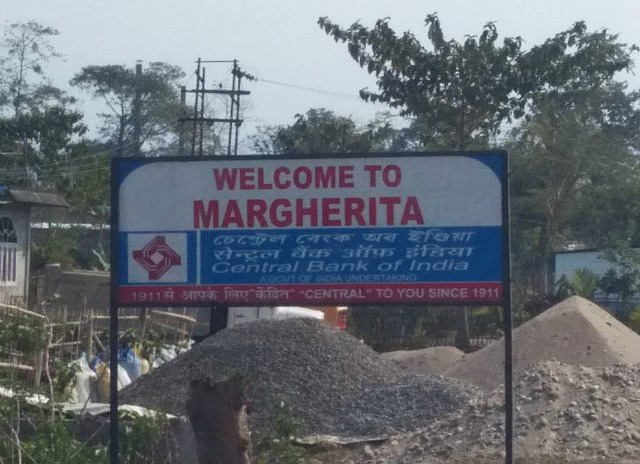 WELCOME TO
MARGHERITA
চেণ্ট্রেল বেংক অব ইণ্ডিয়া
सेन्ट्रल बैंक ऑफ़ इंडिया
Central Bank of India
A GOVT OF INDIA UNDERTAKING
1911 से आपके लिए "केंद्रित" "CENTRAL" TO YOU SINCE 1911